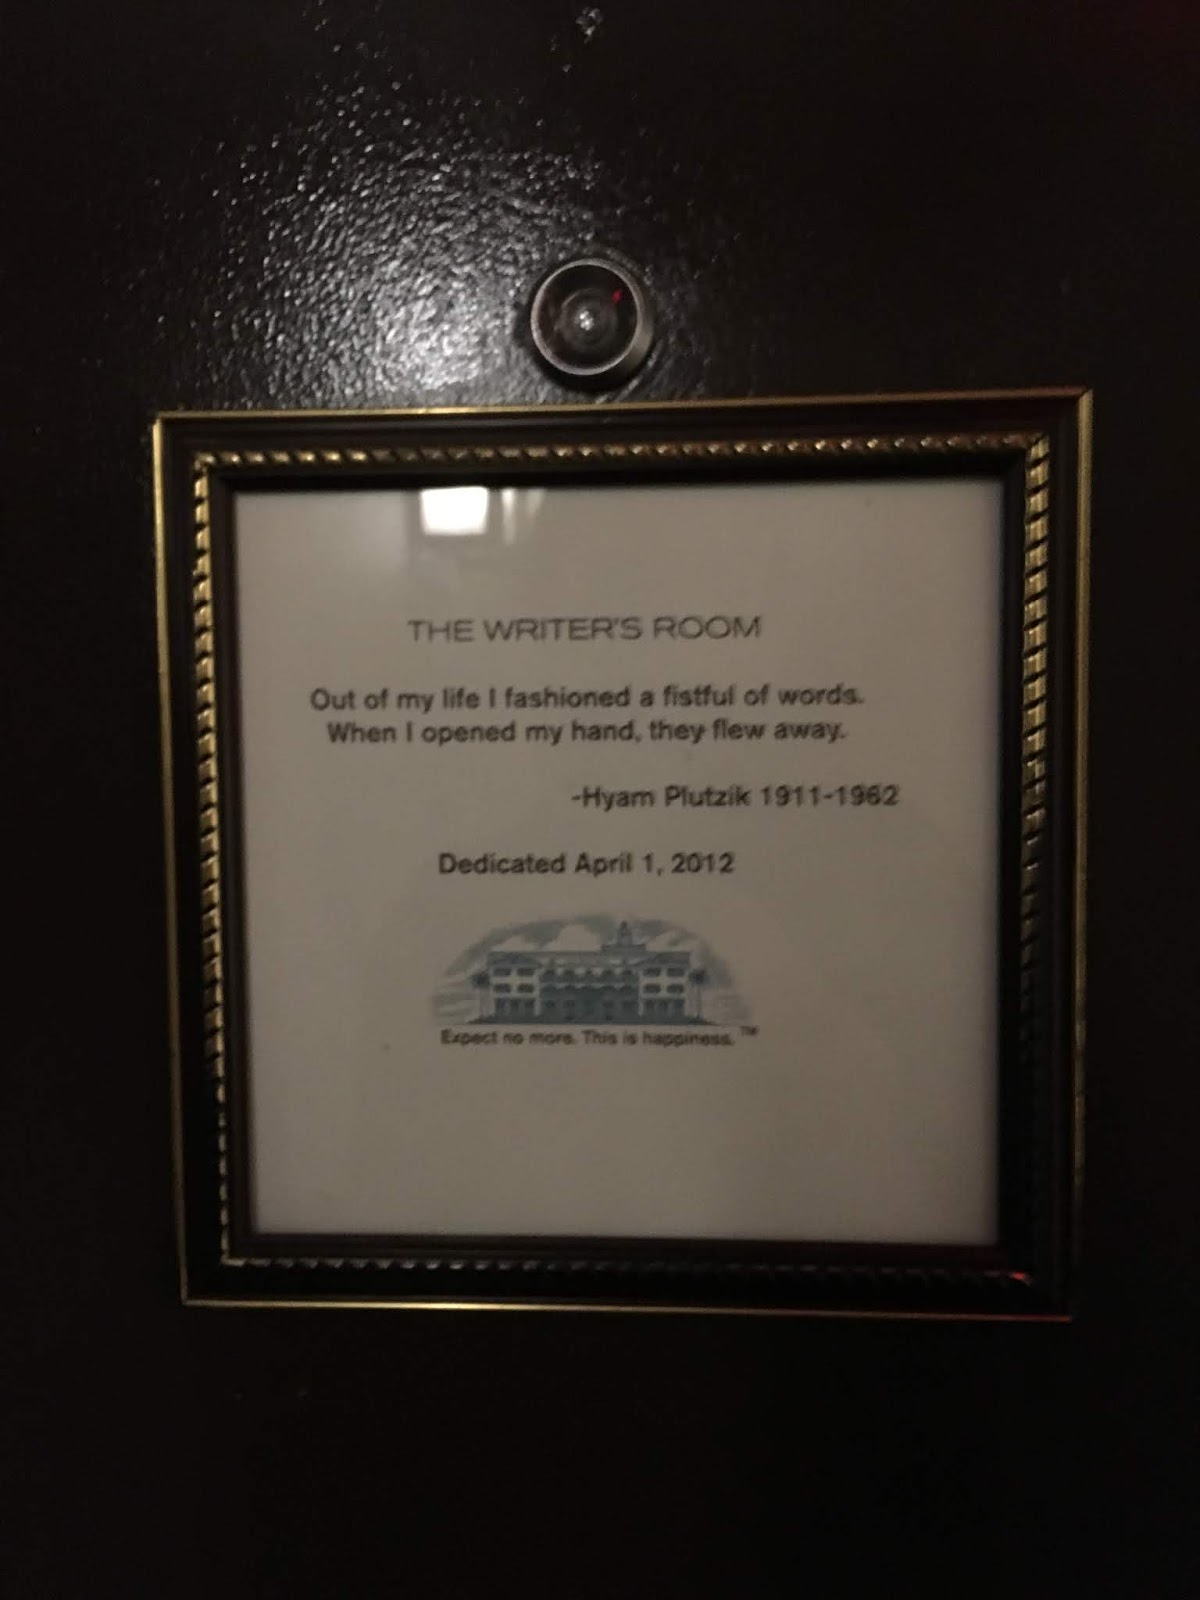 THE WRITER'S ROOM
Out of my life I fashioned a fistful of words.
When I opened my hand, they flew away.
-Hyam Plutzik 1911-1962
Dedicated April 1, 2012
Expect no more. This is happiness.™